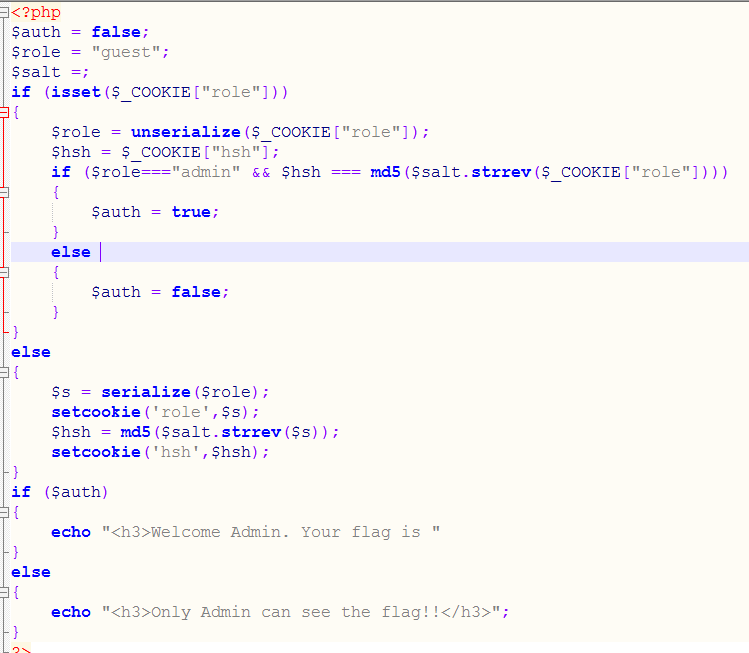 <?php
$auth = false;
$role = "guest";
$salt =;
if (isset($_COOKIE["role"]))
{
    $role = unserialize($_COOKIE["role"]);
    $hsh = $_COOKIE["hsh"];
    if ($role==="admin" && $hsh === md5($salt.strrev($_COOKIE["role"])))
    {
        $auth = true;
    }
    else
    {
        $auth = false;
    }
}
else
{
    $s = serialize($role);
    setcookie('role',$s);
    $hsh = md5($salt.strrev($s));
    setcookie('hsh',$hsh);
}
if ($auth)
{
    echo "<h3>Welcome Admin. Your flag is "
}
else
{
    echo "<h3>Only Admin can see the flag!!</h3>";
}
?>